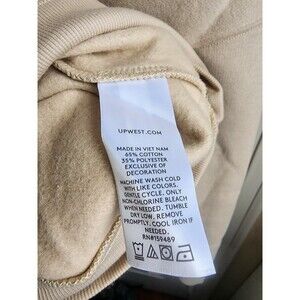 UPWEST.COM
MADE IN VIET NAM
65% COTTON
35% POLYESTER
EXCLUSIVE OF
DECORATION
MACHINE WASH COLD
WITH LIKE COLORS.
GENTLE CYCLE. ONLY
NON-CHLORINE BLEACH
WHEN NEEDED. TUMBLE
DRY LOW, REMOVE
PROMPTLY. COOL IRON IF
NEEDED.
RN#159489